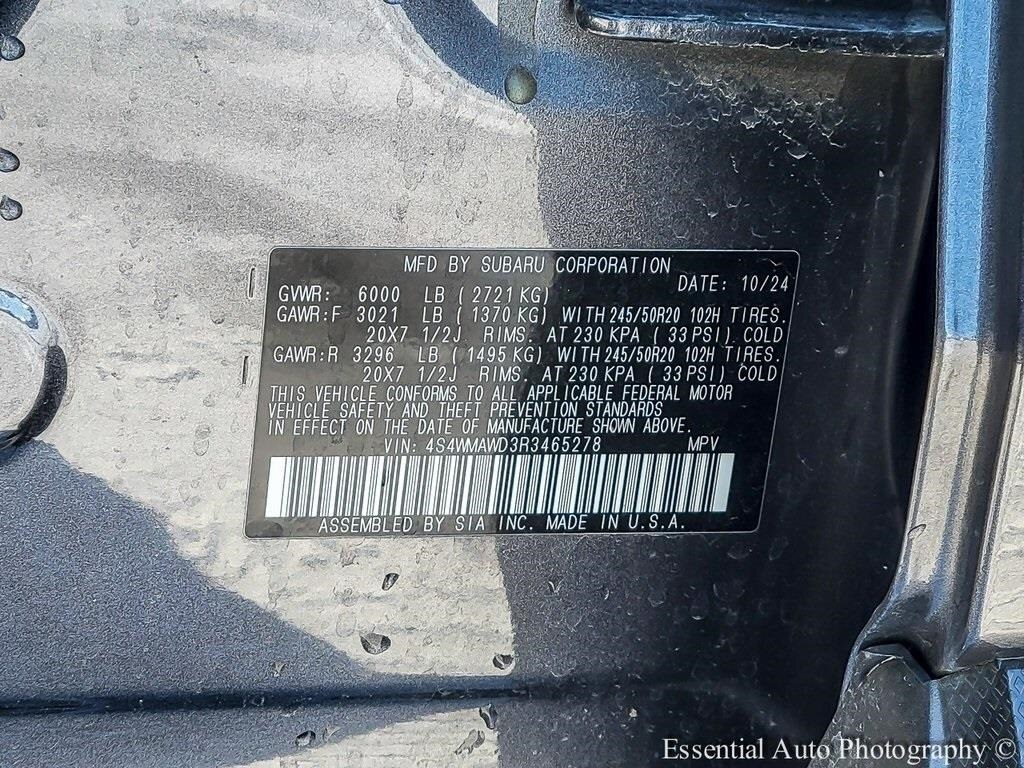 MFD BY SUBARU CORPORATION
DATE: 10/24
GVWR: 6000 LB ( 2721 KG)
GAWR:F 3021 LB ( 1370 KG) WITH 245/50R20 102H TIRES.
20X7 1/2J RIMS. AT 230 KPA ( 33 PSI) COLD
GAWR:R 3296 LB ( 1495 KG) WITH 245/50R20 102H TIRES.
20X7 1/2J RIMS. AT 230 KPA ( 33 PSI) COLD
THIS VEHICLE CONFORMS TO ALL APPLICABLE FEDERAL MOTOR
VEHICLE SAFETY AND THEFT PREVENTION STANDARDS
IN EFFECT ON THE DATE OF MANUFACTURE SHOWN ABOVE.
VIN: 4S4WMAWD3R3465278 MPV
ASSEMBLED BY SIA INC. MADE IN U.S.A.
Essential Auto Photography ©